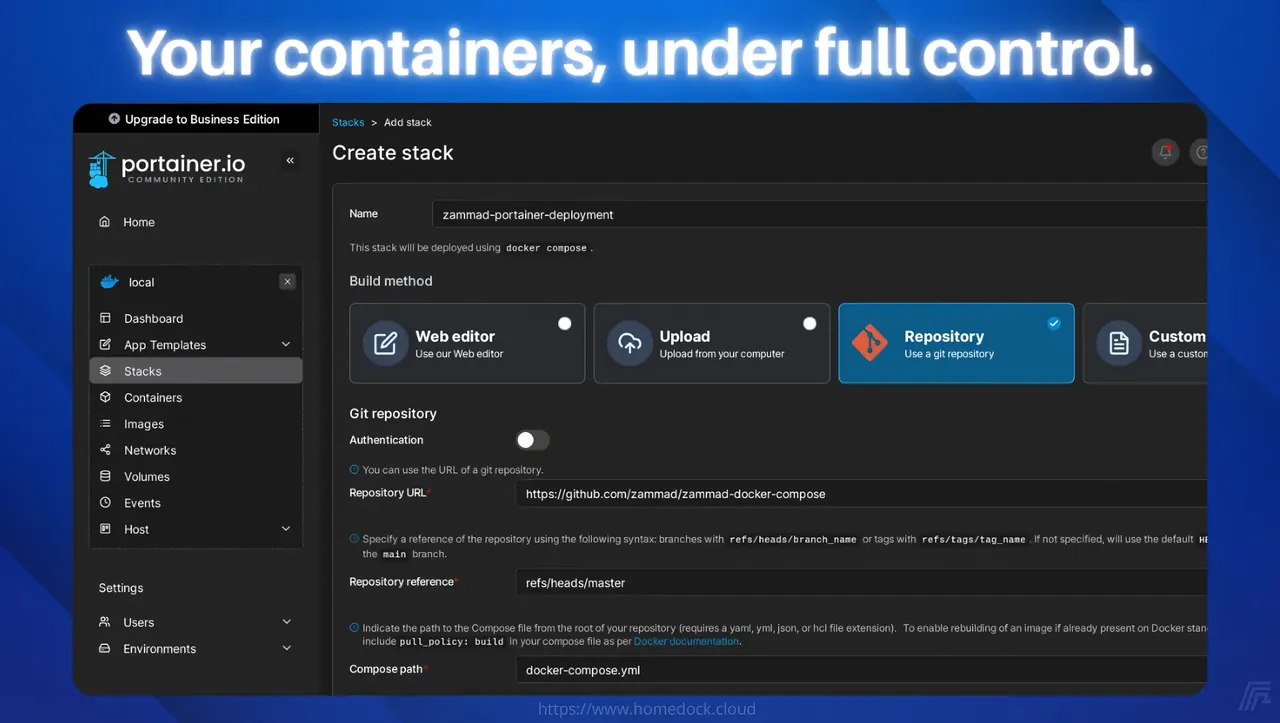 Your containers, under full control.
Upgrade to Business Edition
portainer.io
COMMUNITY EDITION
Home
local
Dashboard
App Templates
Stacks
Containers
Images
Networks
Volumes
Events
Host
Settings
Users
Environments
Stacks > Add stack
Create stack
Name
zammad-portainer-deployment
This stack will be deployed using docker compose.
Build method
Web editor
Use our Web editor
Upload
Upload from your computer
Repository
Use a git repository
Custom
Use a custom
Git repository
Authentication
You can use the URL of a git repository.
Repository URL*
https://github.com/zammad/zammad-docker-compose
Specify a reference of the repository using the following syntax: branches with refs/heads/branch_name or tags with refs/tags/tag_name. If not specified, will use the default
the main branch.
Repository reference*
refs/heads/master
Indicate the path to the Compose file from the root of your repository (requires a yaml, yml, json, or hcl file extension). To enable rebuilding of an image if already present on Docker
include pull_policy: build in your compose file as per Docker documentation.
Compose path*
docker-compose.yml
https://www.homedock.cloud